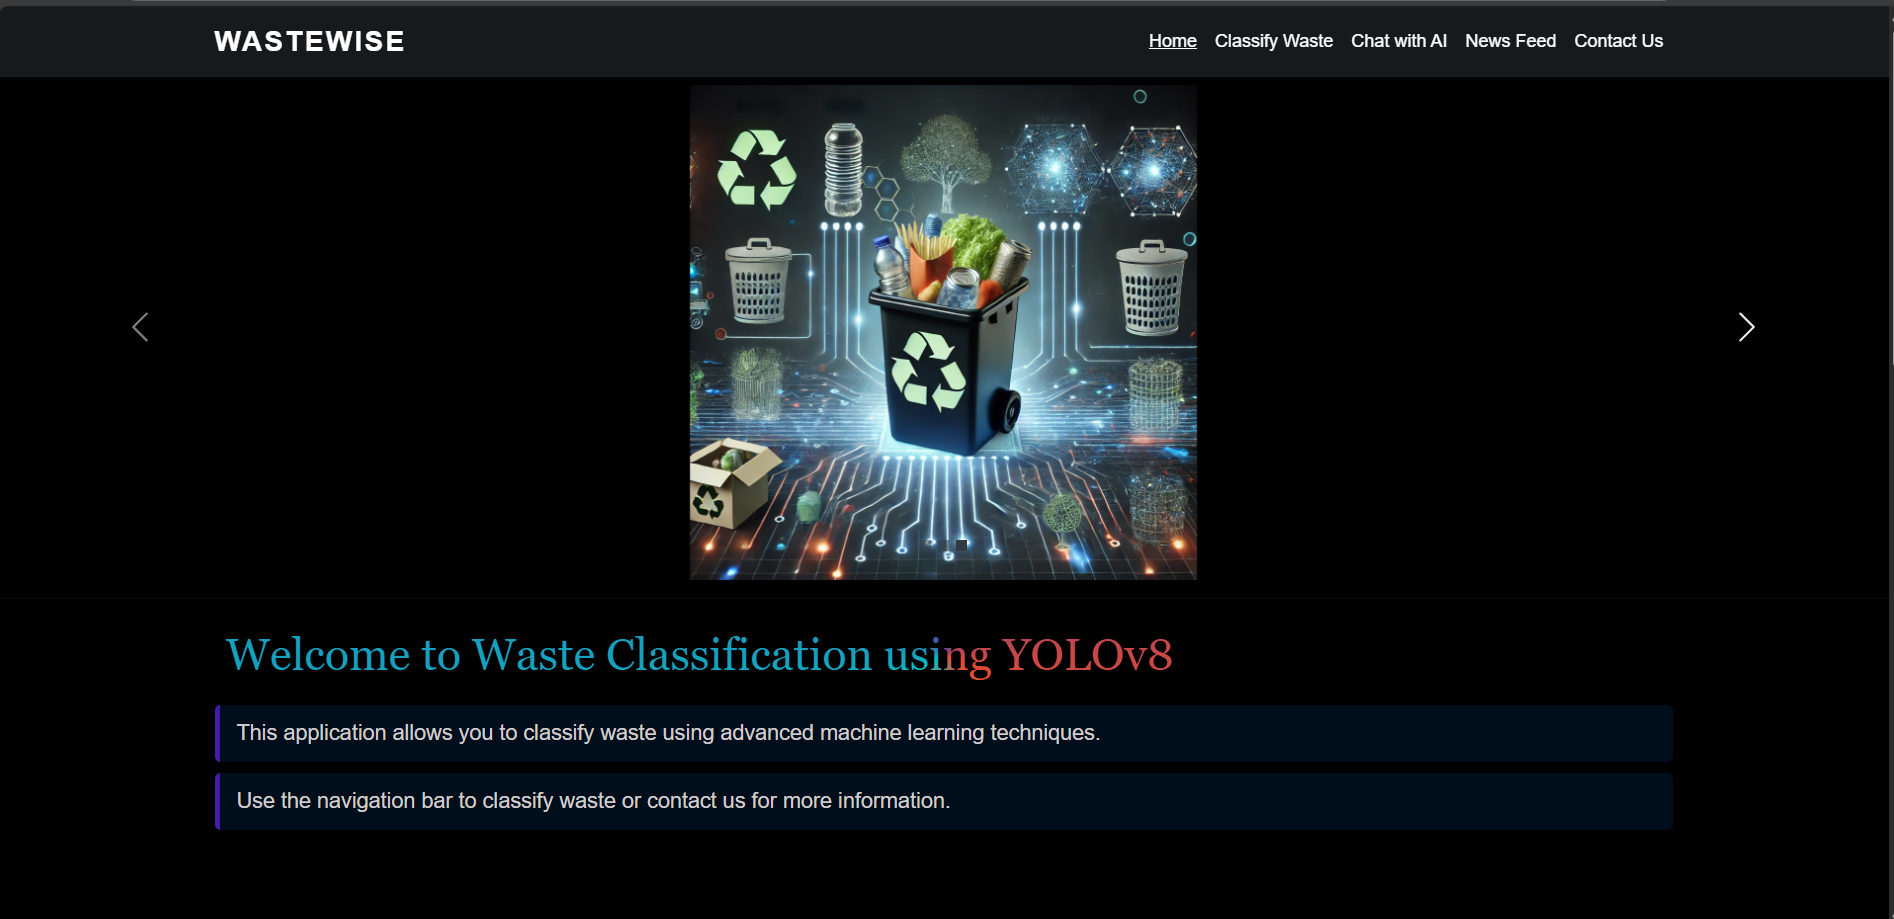 WASTEWISE
Home Classify Waste Chat with AI News Feed Contact Us
Welcome to Waste Classification using YOLOv8
This application allows you to classify waste using advanced machine learning techniques.
Use the navigation bar to classify waste or contact us for more information.